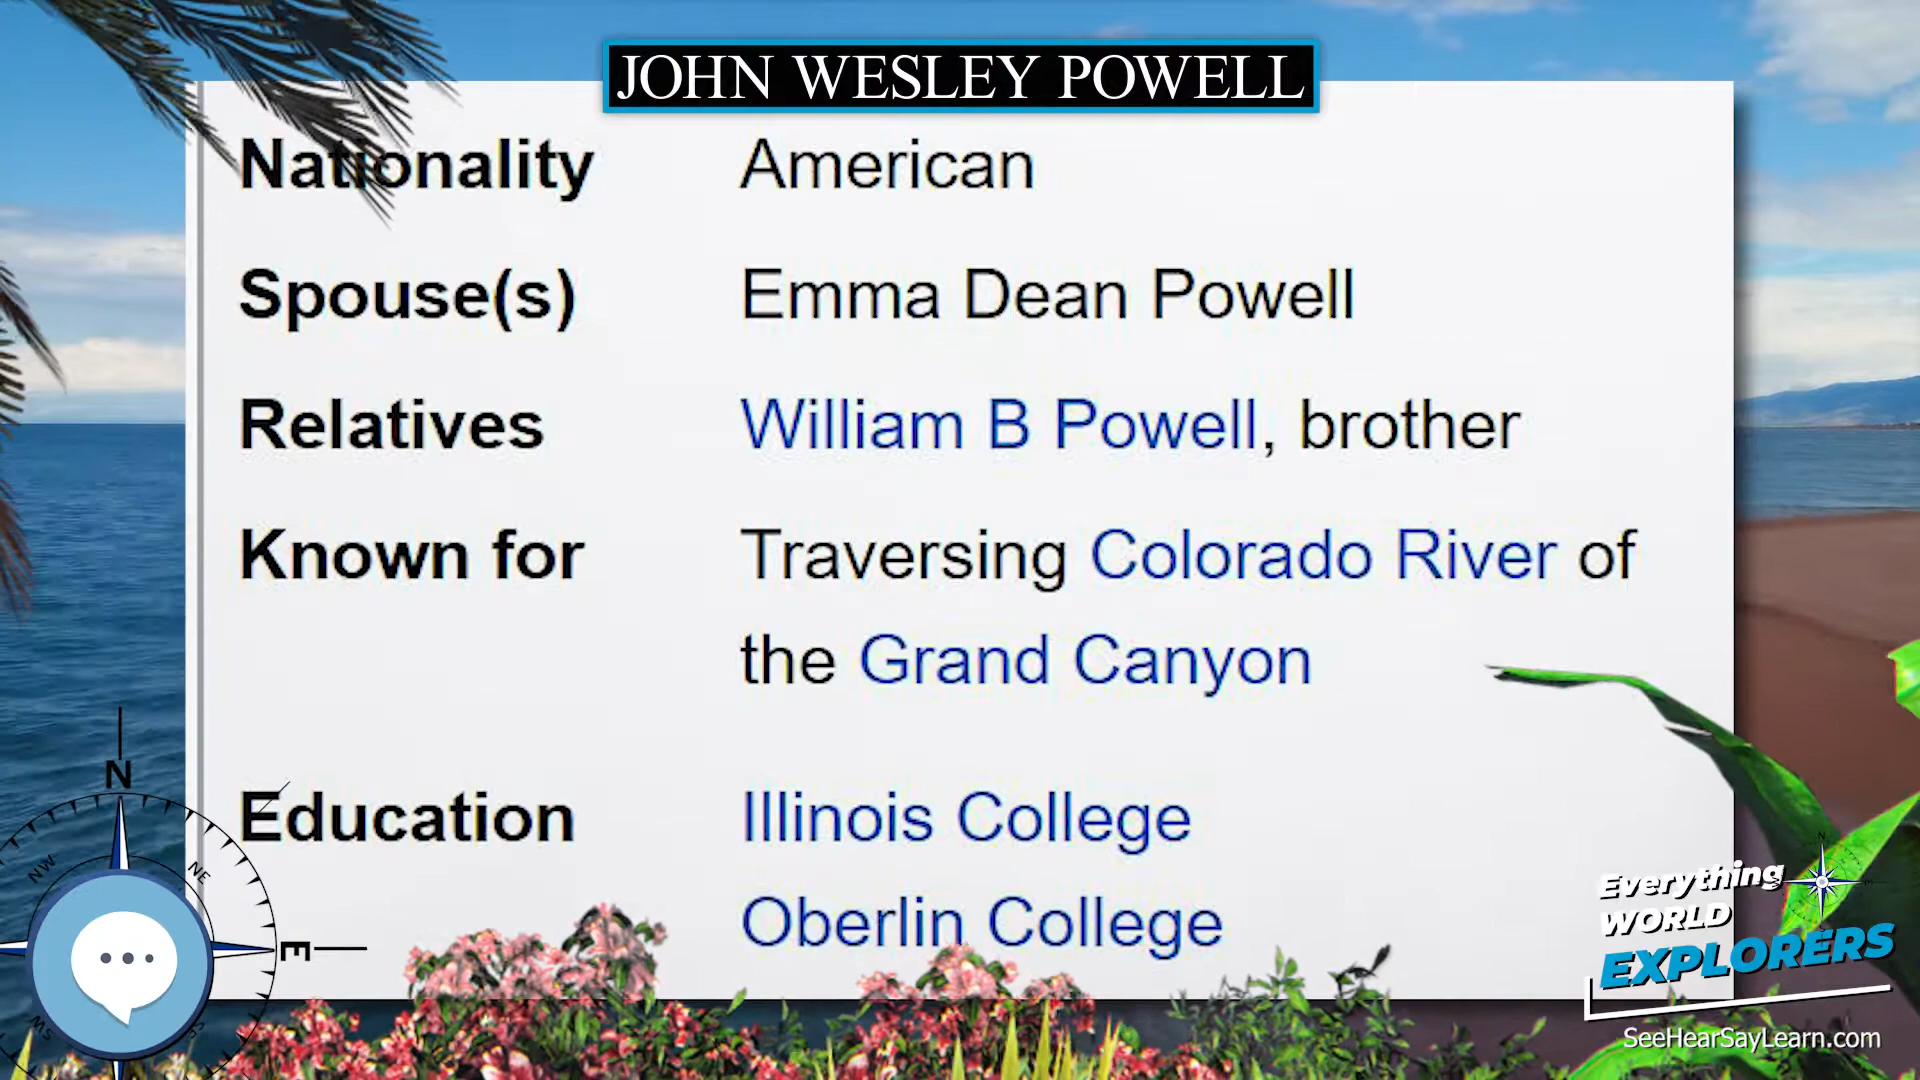 JOHN WESLEY POWELL
Nationality American
Spouse(s) Emma Dean Powell
Relatives William B Powell, brother
Known for Traversing Colorado River of
the Grand Canyon
Education Illinois College
Oberlin College
N
NW
NE
E
Everything
WORLD
EXPLORERS
SeeHearSayLearn.com